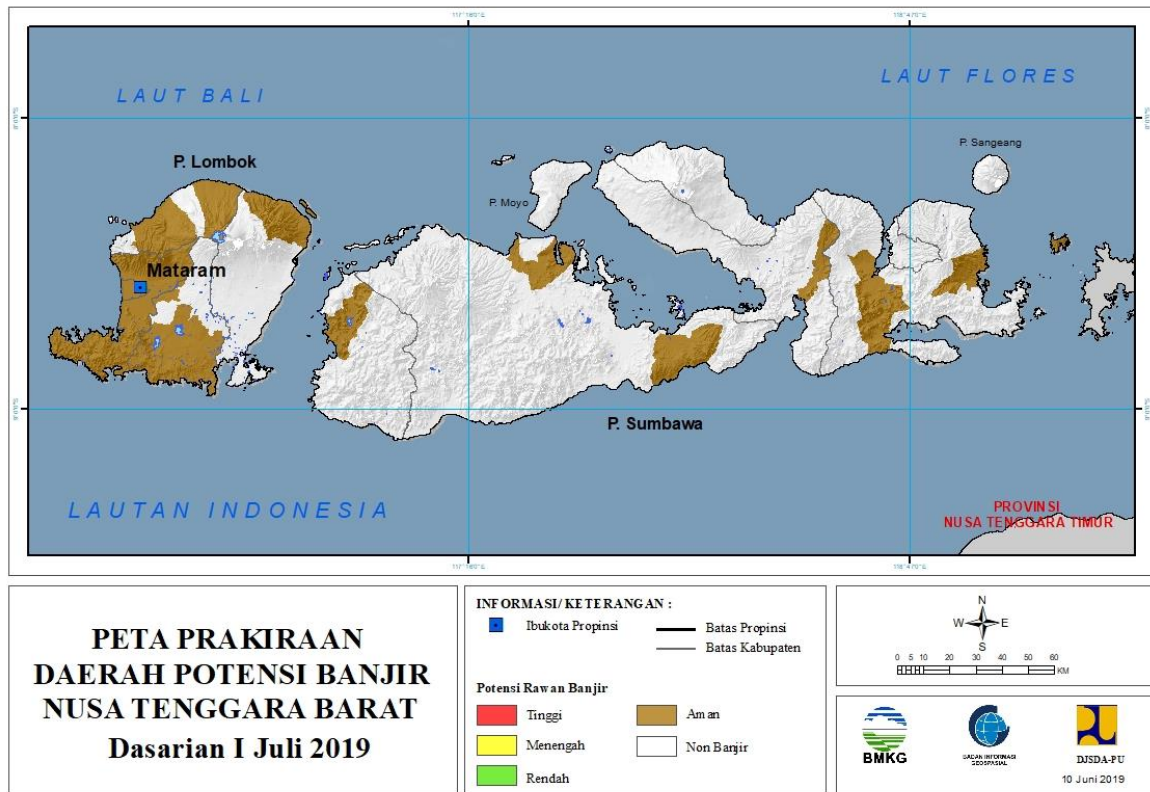 LAUT BALI
LAUT FLORES
P. Lombok
P. Sangeang
P. Moyo
Mataram
P. Sumbawa
LAUTAN INDONESIA
PROVINSI
NUSA TENGGARA TIMUR
PETA PRAKIRAAN
DAERAH POTENSI BANJIR
NUSA TENGGARA BARAT
Dasarian I Juli 2019
INFORMASI/ KETERANGAN :
Ibukota Propinsi
Batas Propinsi
Batas Kabupaten
Potensi Rawan Banjir
Tinggi
Aman
Menengah
Non Banjir
Rendah
N
W E
S
0 5 10 20 30 40 50 60
KM
BMKG
BADAN INFORMASI
GEOSPASIAL
DJSDA-PU
10 Juni 2019